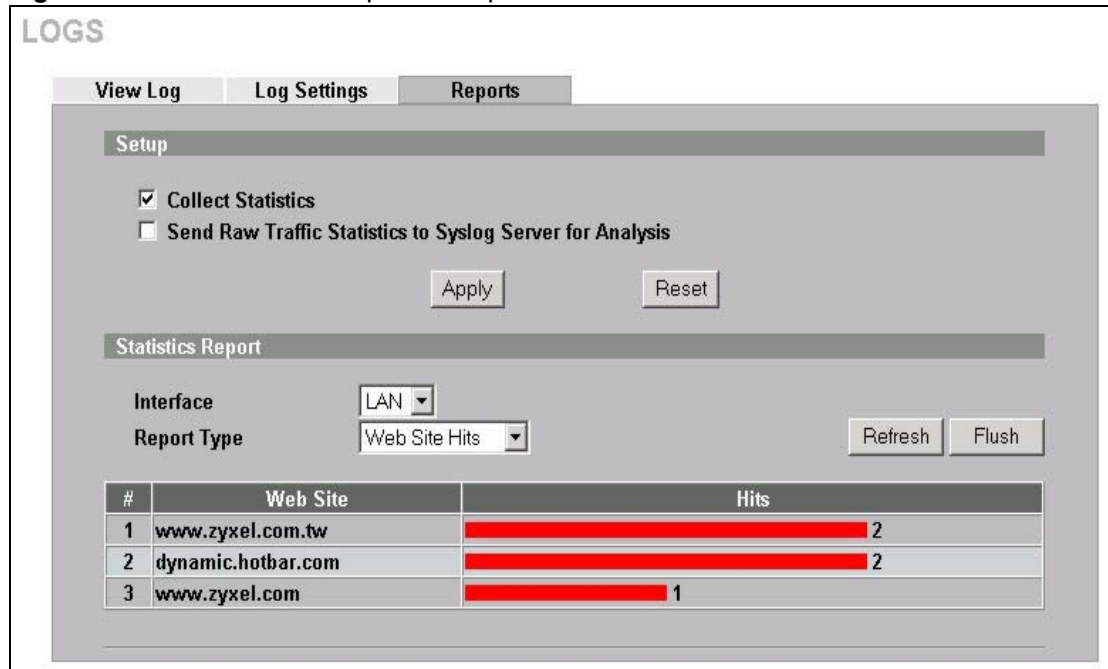 LOGS
View Log Log Settings Reports
Setup
Collect Statistics
Send Raw Traffic Statistics to Syslog Server for Analysis
Apply Reset
Statistics Report
Interface LAN
Report Type Web Site Hits Refresh Flush
# Web Site Hits
1 www.zyxel.com.tw 2
2 dynamic.hotbar.com 2
3 www.zyxel.com 1